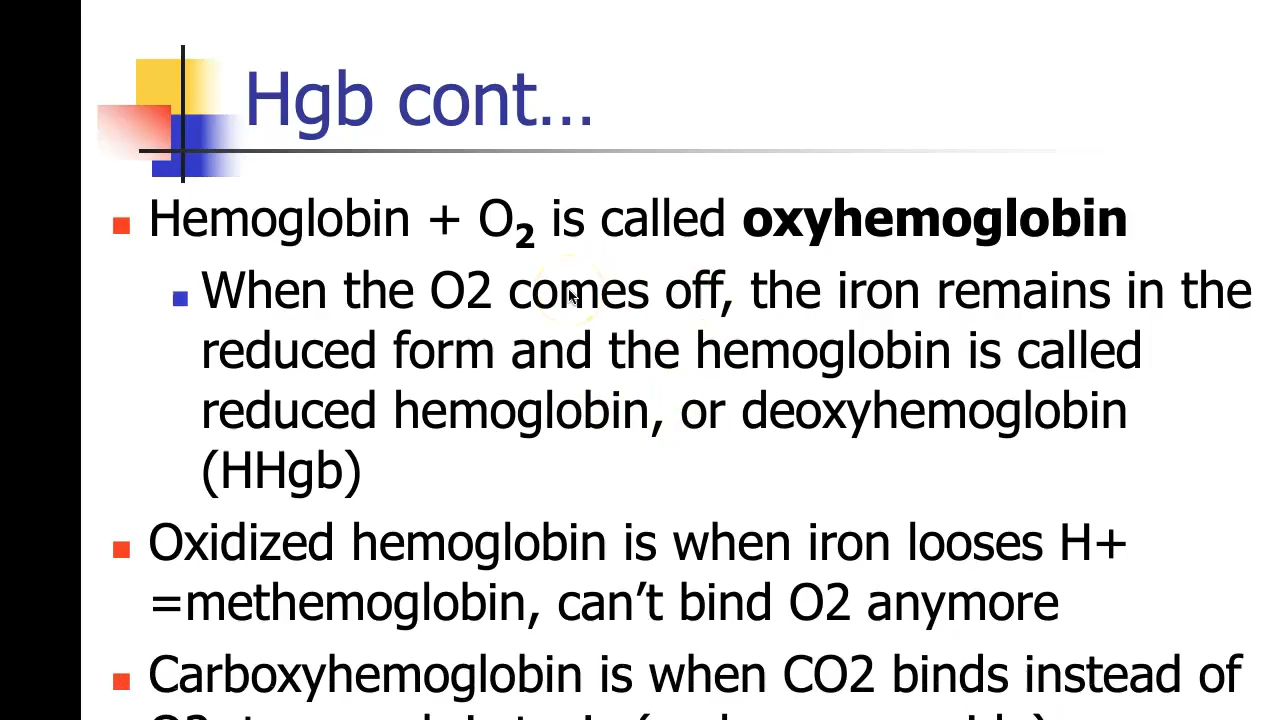 Hgb cont...
Hemoglobin + O2 is called oxyhemoglobin
When the O2 comes off, the iron remains in the
reduced form and the hemoglobin is called
reduced hemoglobin, or deoxyhemoglobin
(HHgb)
Oxidized hemoglobin is when iron looses H+
=methemoglobin, can't bind O2 anymore
Carboxyhemoglobin is when CO2 binds instead of